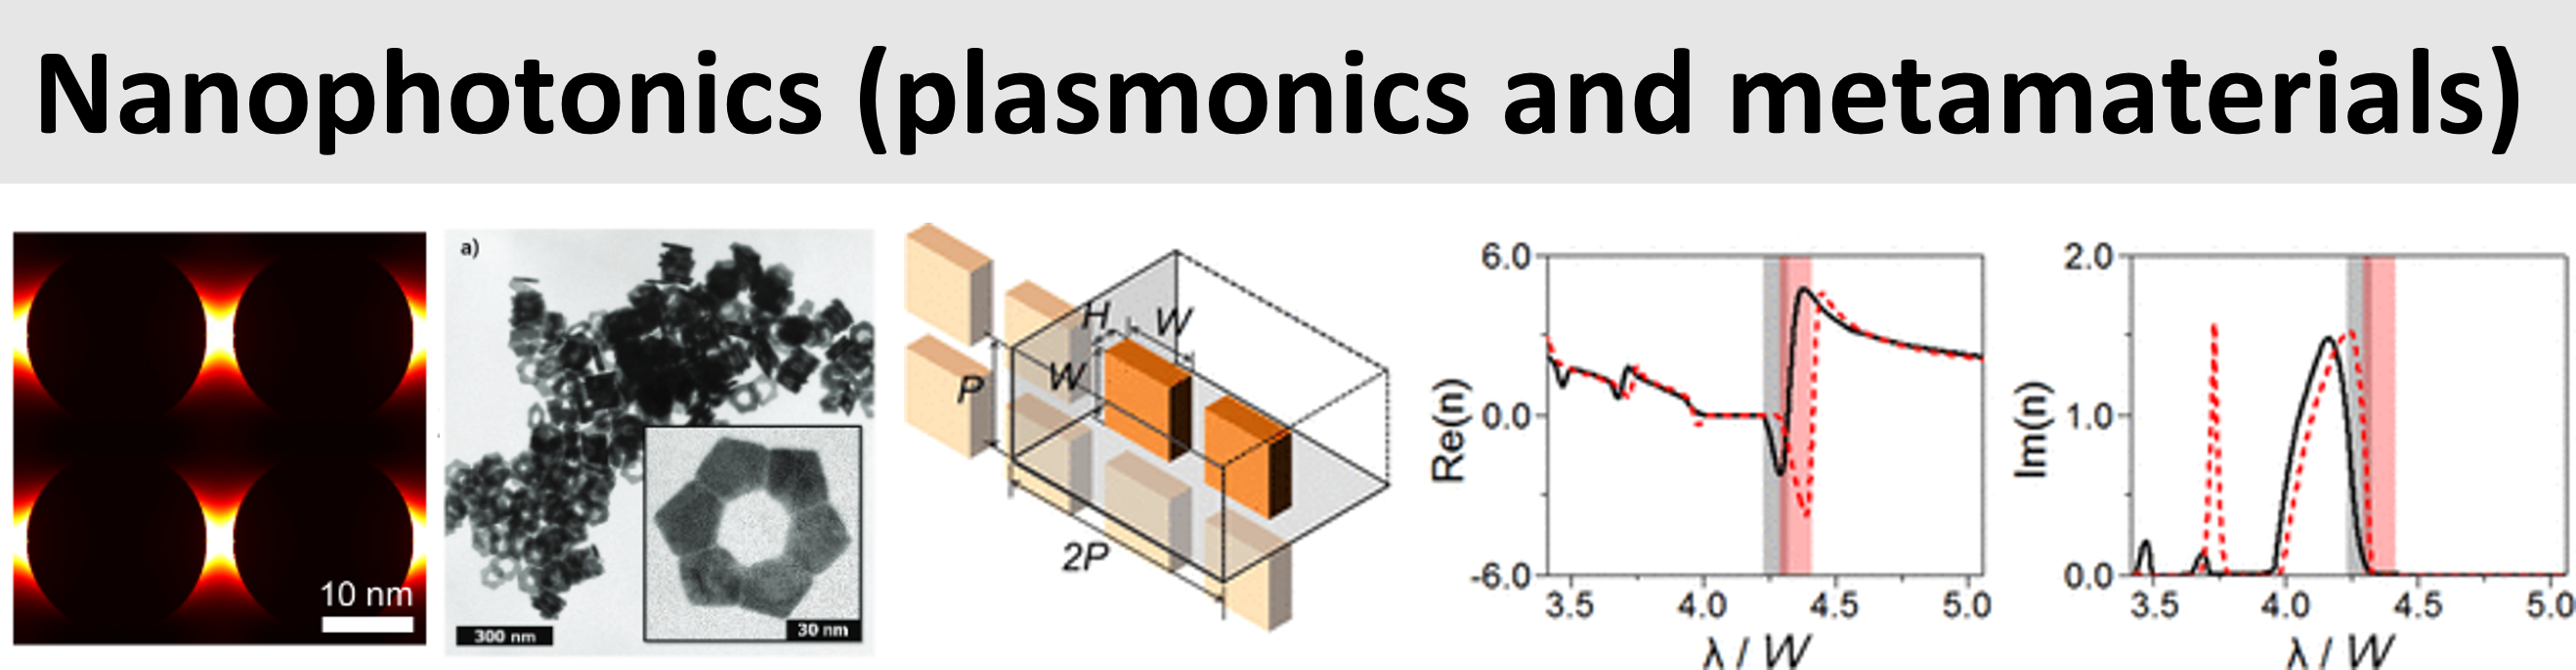 Nanophotonics (plasmonics and metamaterials)
10 nm
a)
300 nm
30 nm
H
W
W
P
2P
6.0
0.0
-6.0
Re(n)
3.5 4.0 4.5 5.0
λ / W
2.0
1.0
0.0
Im(n)
3.5 4.0 4.5 5.0
λ / W